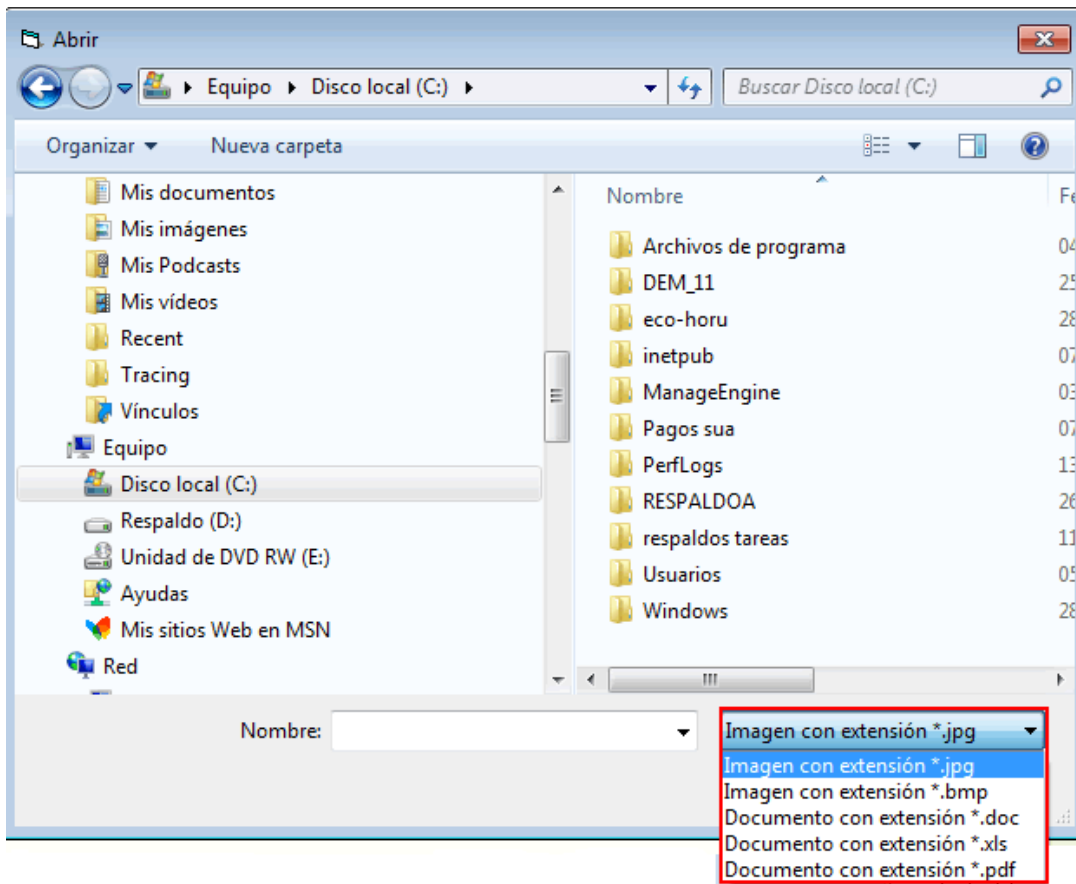 Abrir
Equipo Disco local (C:)
Buscar Disco local (C:)
Organizar
Nueva carpeta
Mis documentos
Mis imágenes
Mis Podcasts
Mis vídeos
Recent
Tracing
Vínculos
Equipo
Disco local (C:)
Respaldo (D:)
Unidad de DVD RW (E:)
Ayudas
Mis sitios Web en MSN
Red
Nombre
Archivos de programa
DEM_11
eco-horu
inetpub
ManageEngine
Pagos sua
PerfLogs
RESPALDOA
respaldos tareas
Usuarios
Windows
Nombre:
Imagen con extensión *.jpg
Imagen con extensión *.jpg
Imagen con extensión *.bmp
Documento con extensión *.doc
Documento con extensión *.xls
Documento con extensión *.pdf